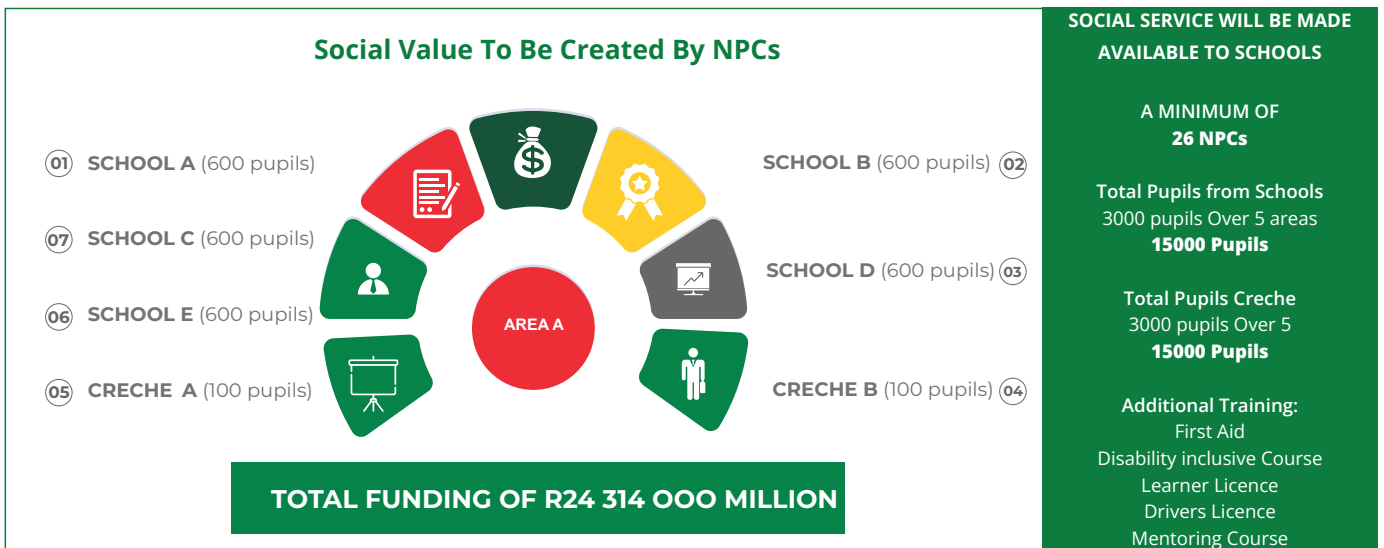 Social Value To Be Created By NPCs
01 SCHOOL A (600 pupils)
SCHOOL B (600 pupils) 02
07 SCHOOL C (600 pupils)
SCHOOL D (600 pupils) 03
06 SCHOOL E (600 pupils)
AREA A
05 CRECHE A (100 pupils)
CRECHE B (100 pupils) 04
TOTAL FUNDING OF R24 314 OOO MILLION
SOCIAL SERVICE WILL BE MADE
AVAILABLE TO SCHOOLS
A MINIMUM OF
26 NPCs
Total Pupils from Schools
3000 pupils Over 5 areas
15000 Pupils
Total Pupils Creche
3000 pupils Over 5
15000 Pupils
Additional Training:
First Aid
Disability inclusive Course
Learner Licence
Drivers Licence
Mentoring Course